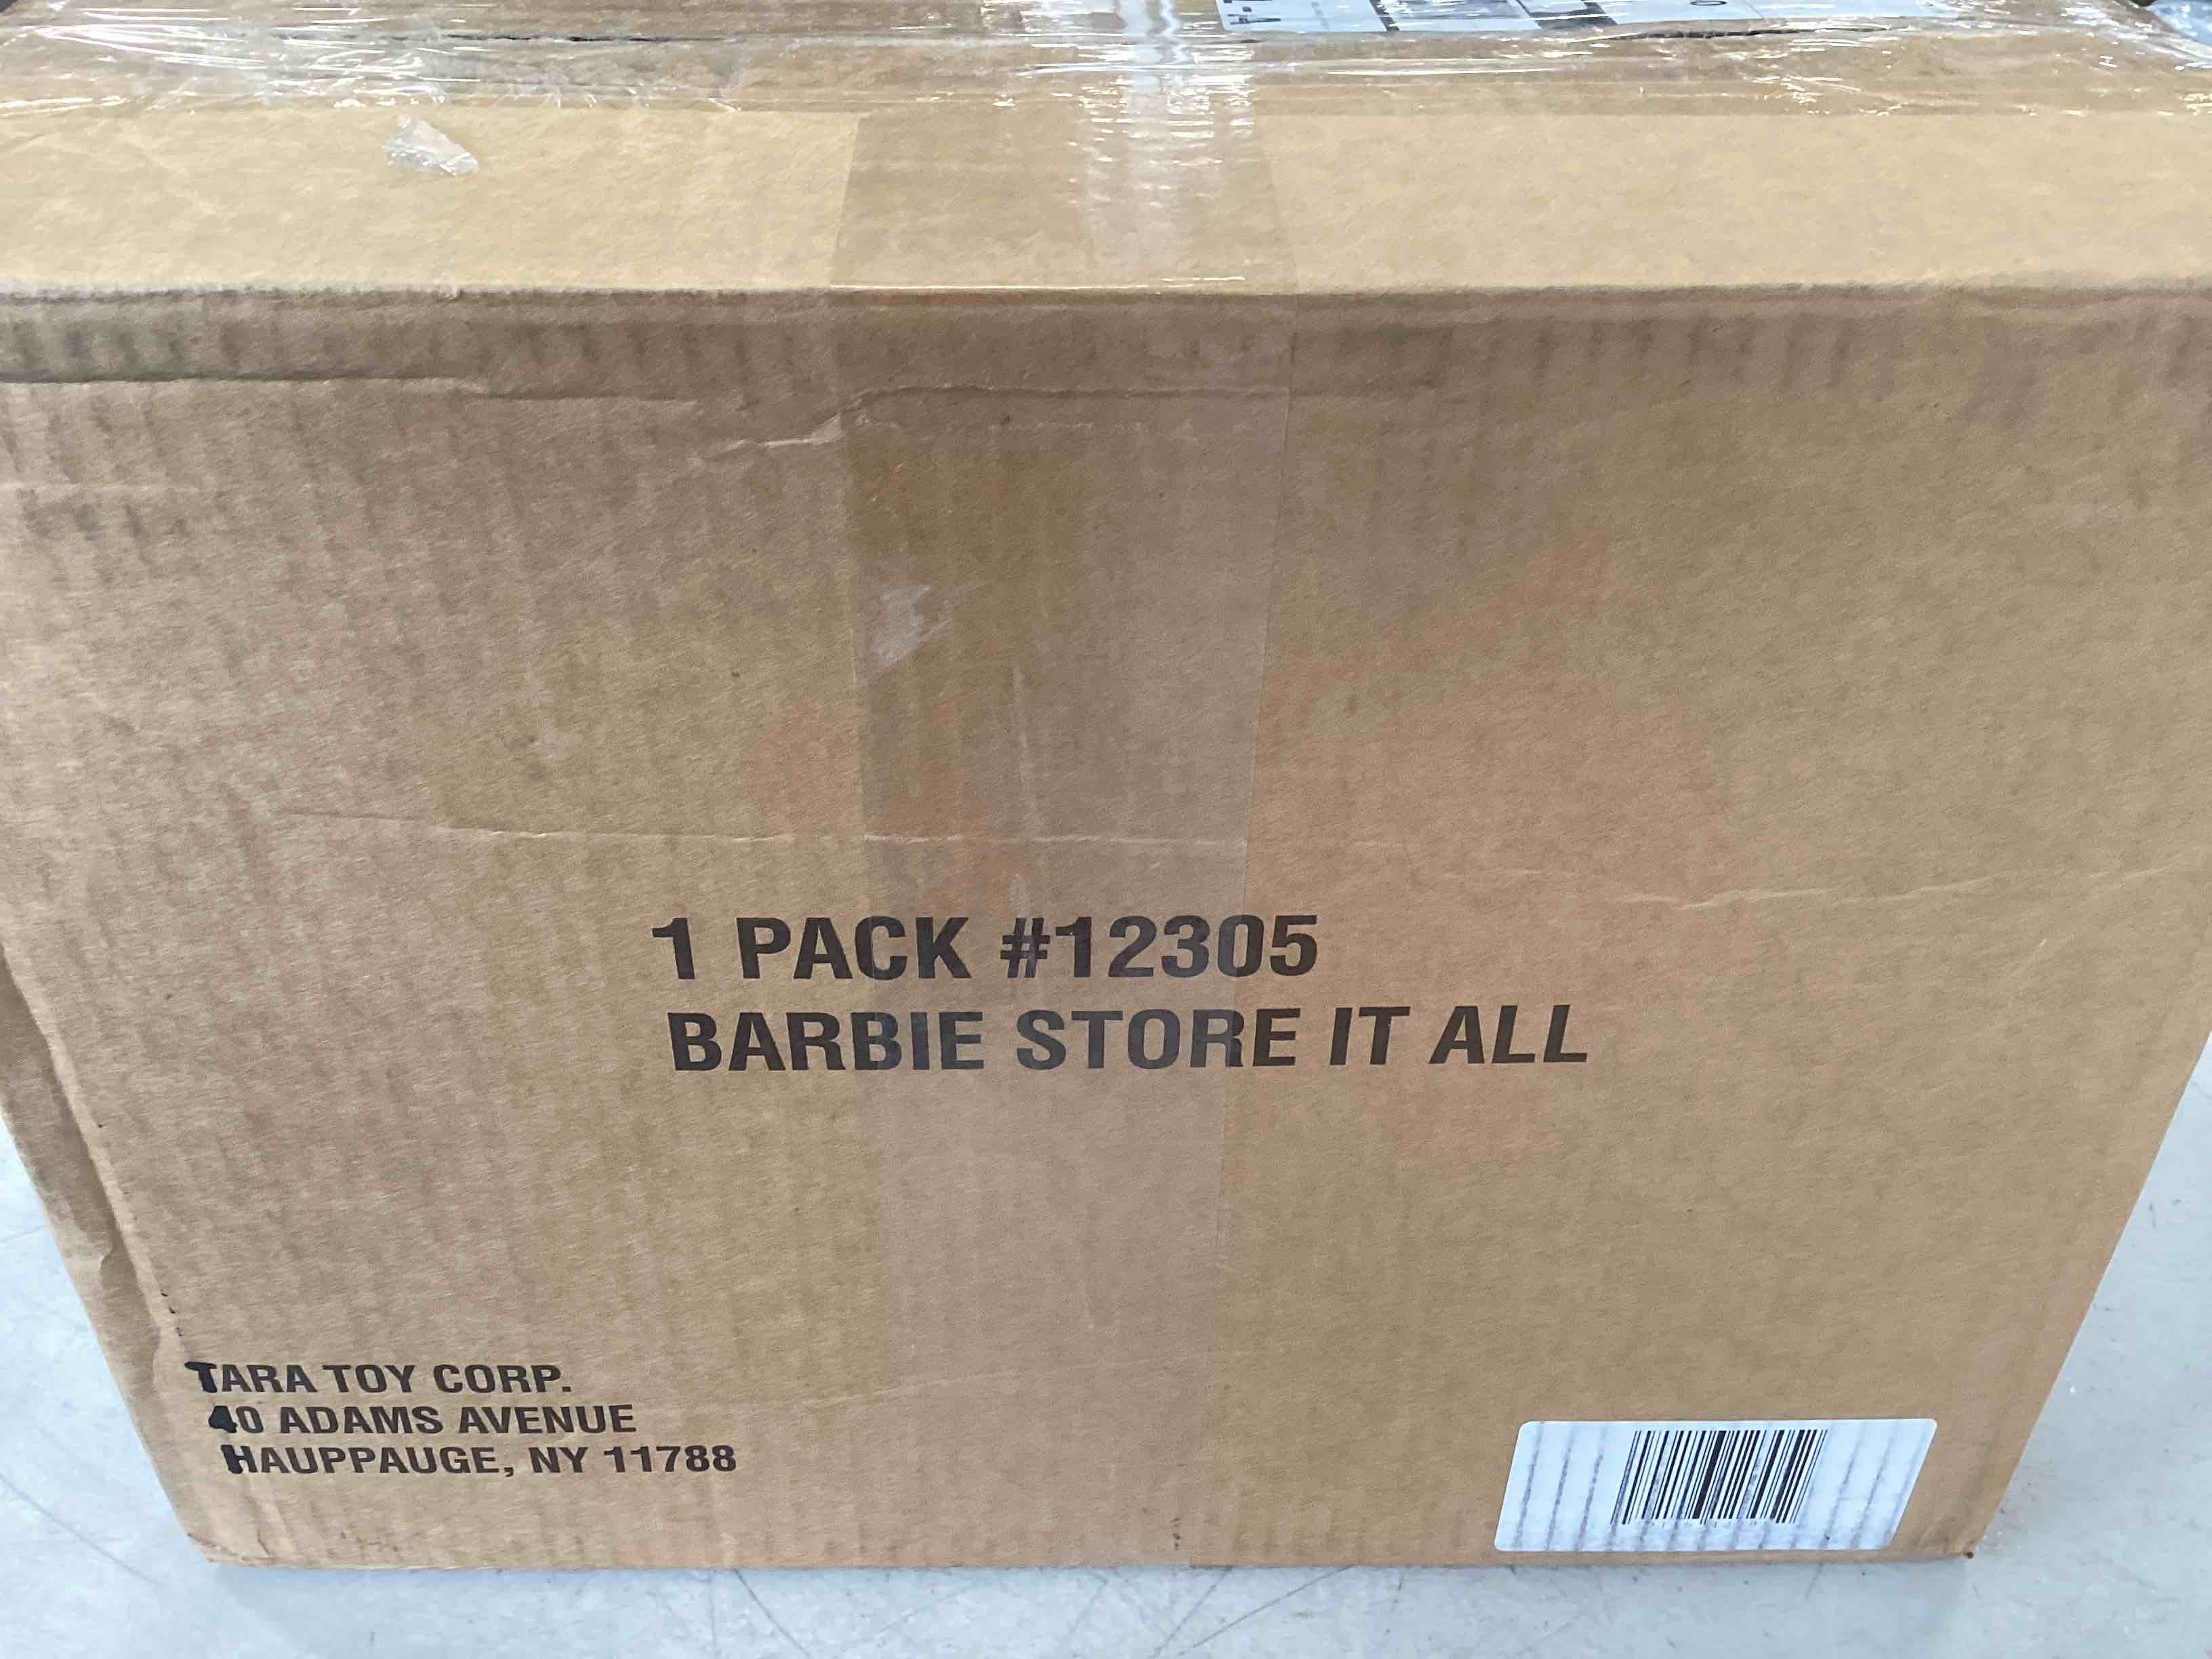 1 PACK #12305
BARBIE STORE IT ALL
TARA TOY CORP.
40 ADAMS AVENUE
HAUPPAUGE, NY 11788